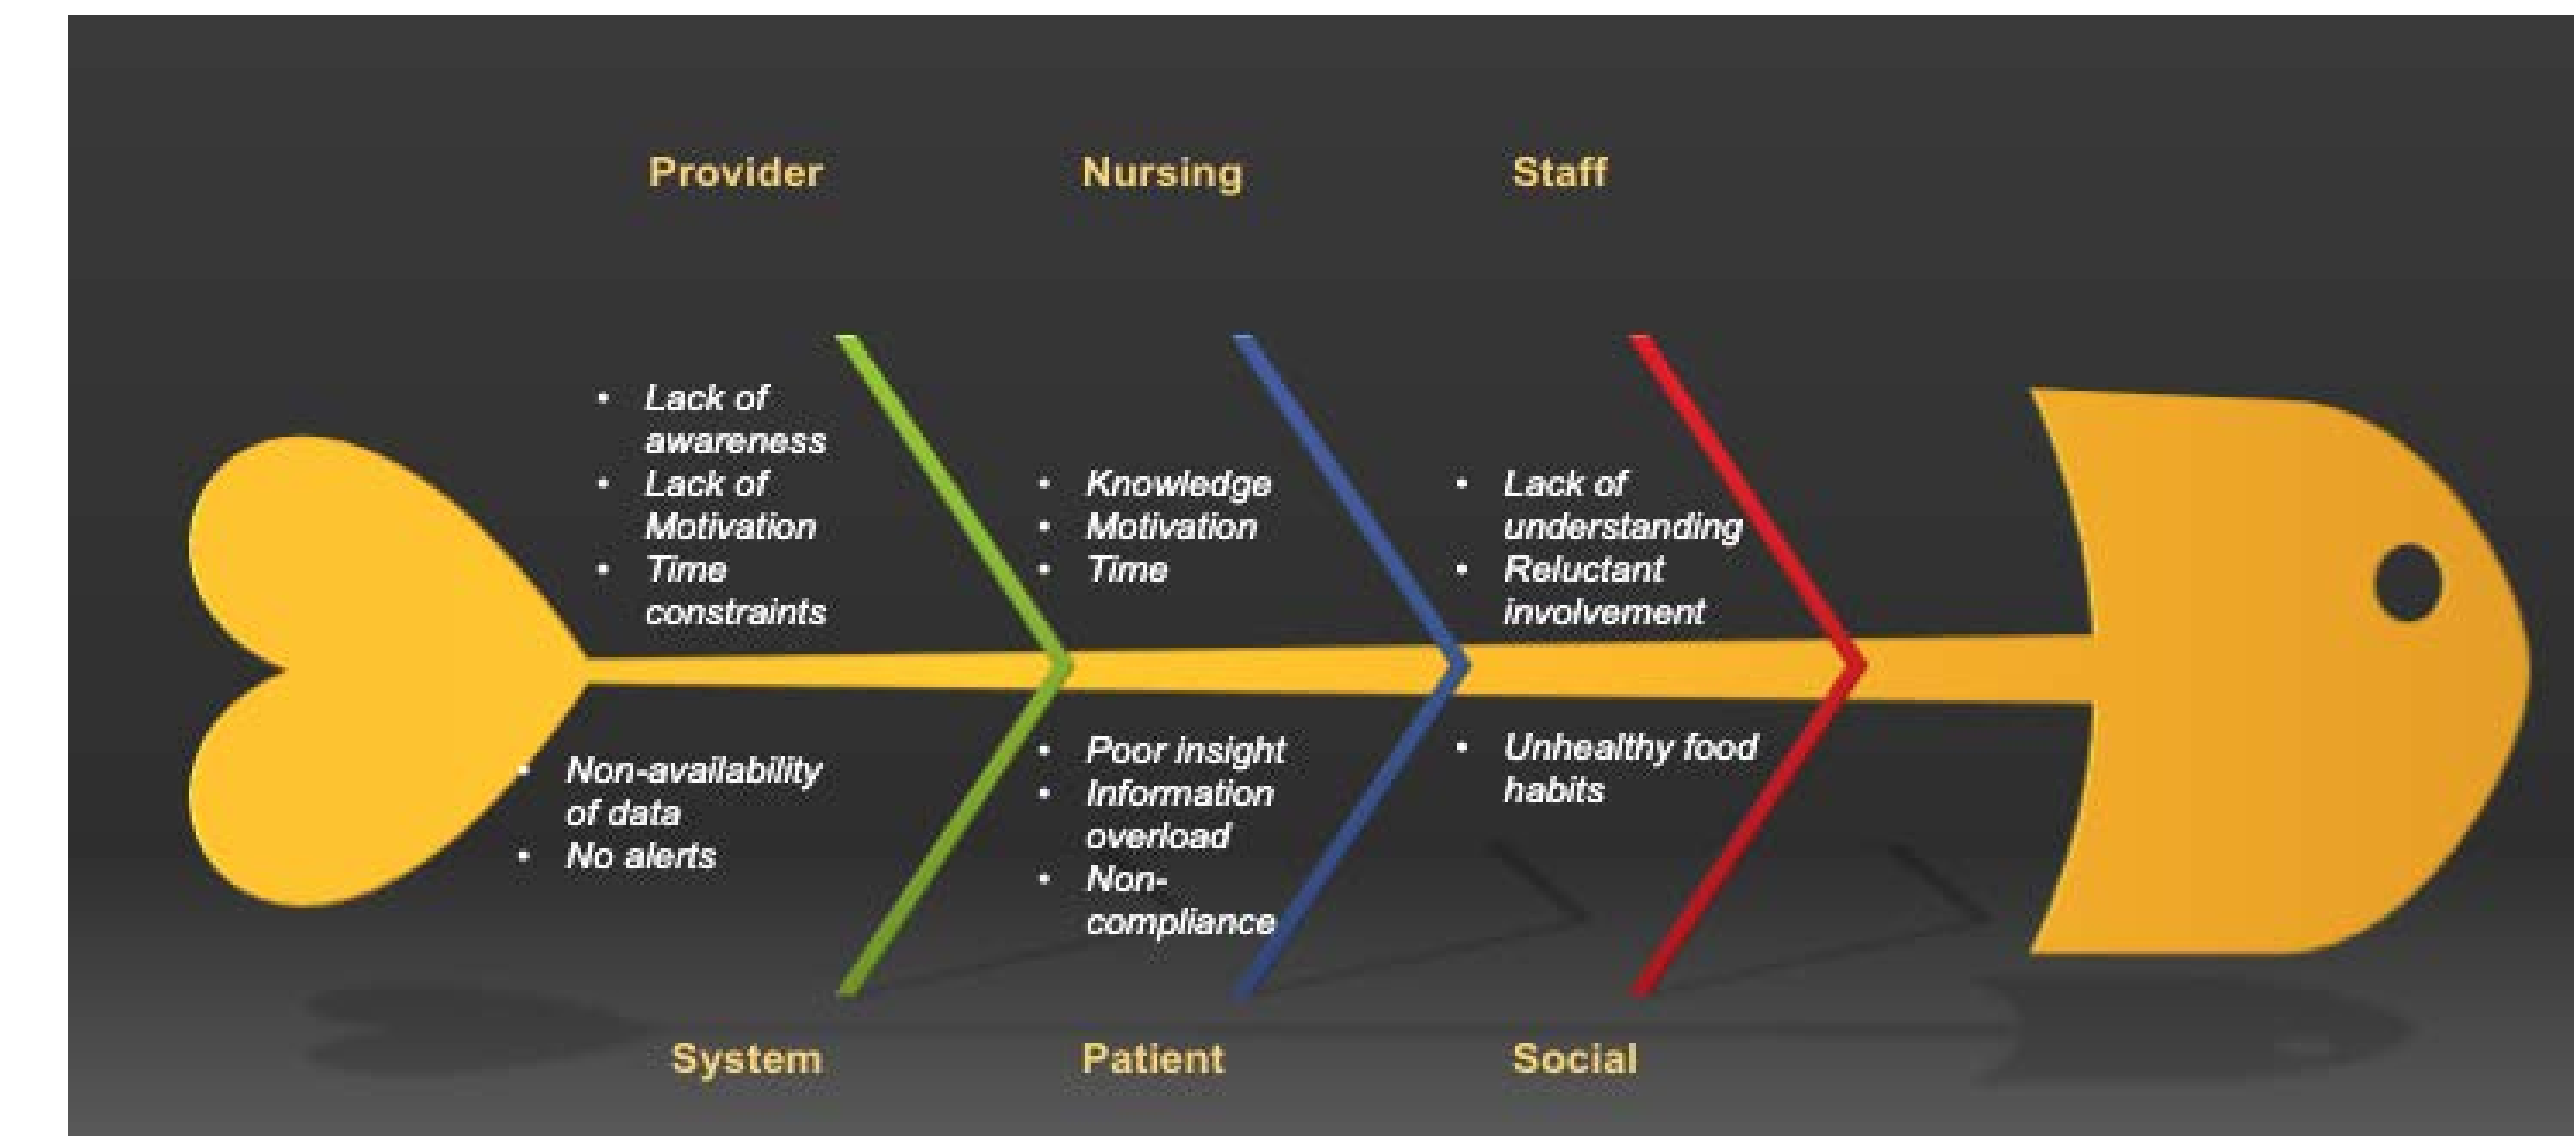 Provider
Nursing
Staff
• Lack of
awareness
• Lack of
Motivation
• Time
constraints
• Knowledge
• Motivation
• Time
• Lack of
understanding
• Reluctant
involvement
• Non-availability
of data
• No alerts
• Poor insight
• Information
overload
• Non-
compliance
• Unhealthy food
habits
System
Patient
Social